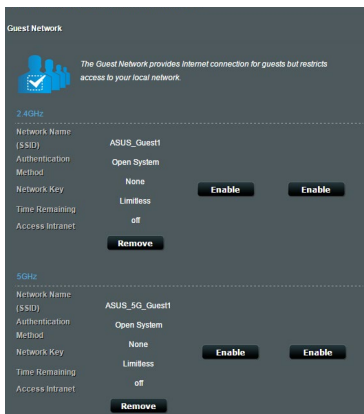 Guest Network
The Guest Network provides Internet connection for guests but restricts
access to your local network.
2.4GHz
Network Name
(SSID)
ASUS_Guest1
Authentication
Method
Open System
Network Key
None
Enable
Enable
Time Remaining
Limitless
Access Intranet
off
Remove
5GHz
Network Name
(SSID)
ASUS_5G_Guest1
Authentication
Method
Open System
Network Key
None
Enable
Enable
Time Remaining
Limitless
Access Intranet
off
Remove